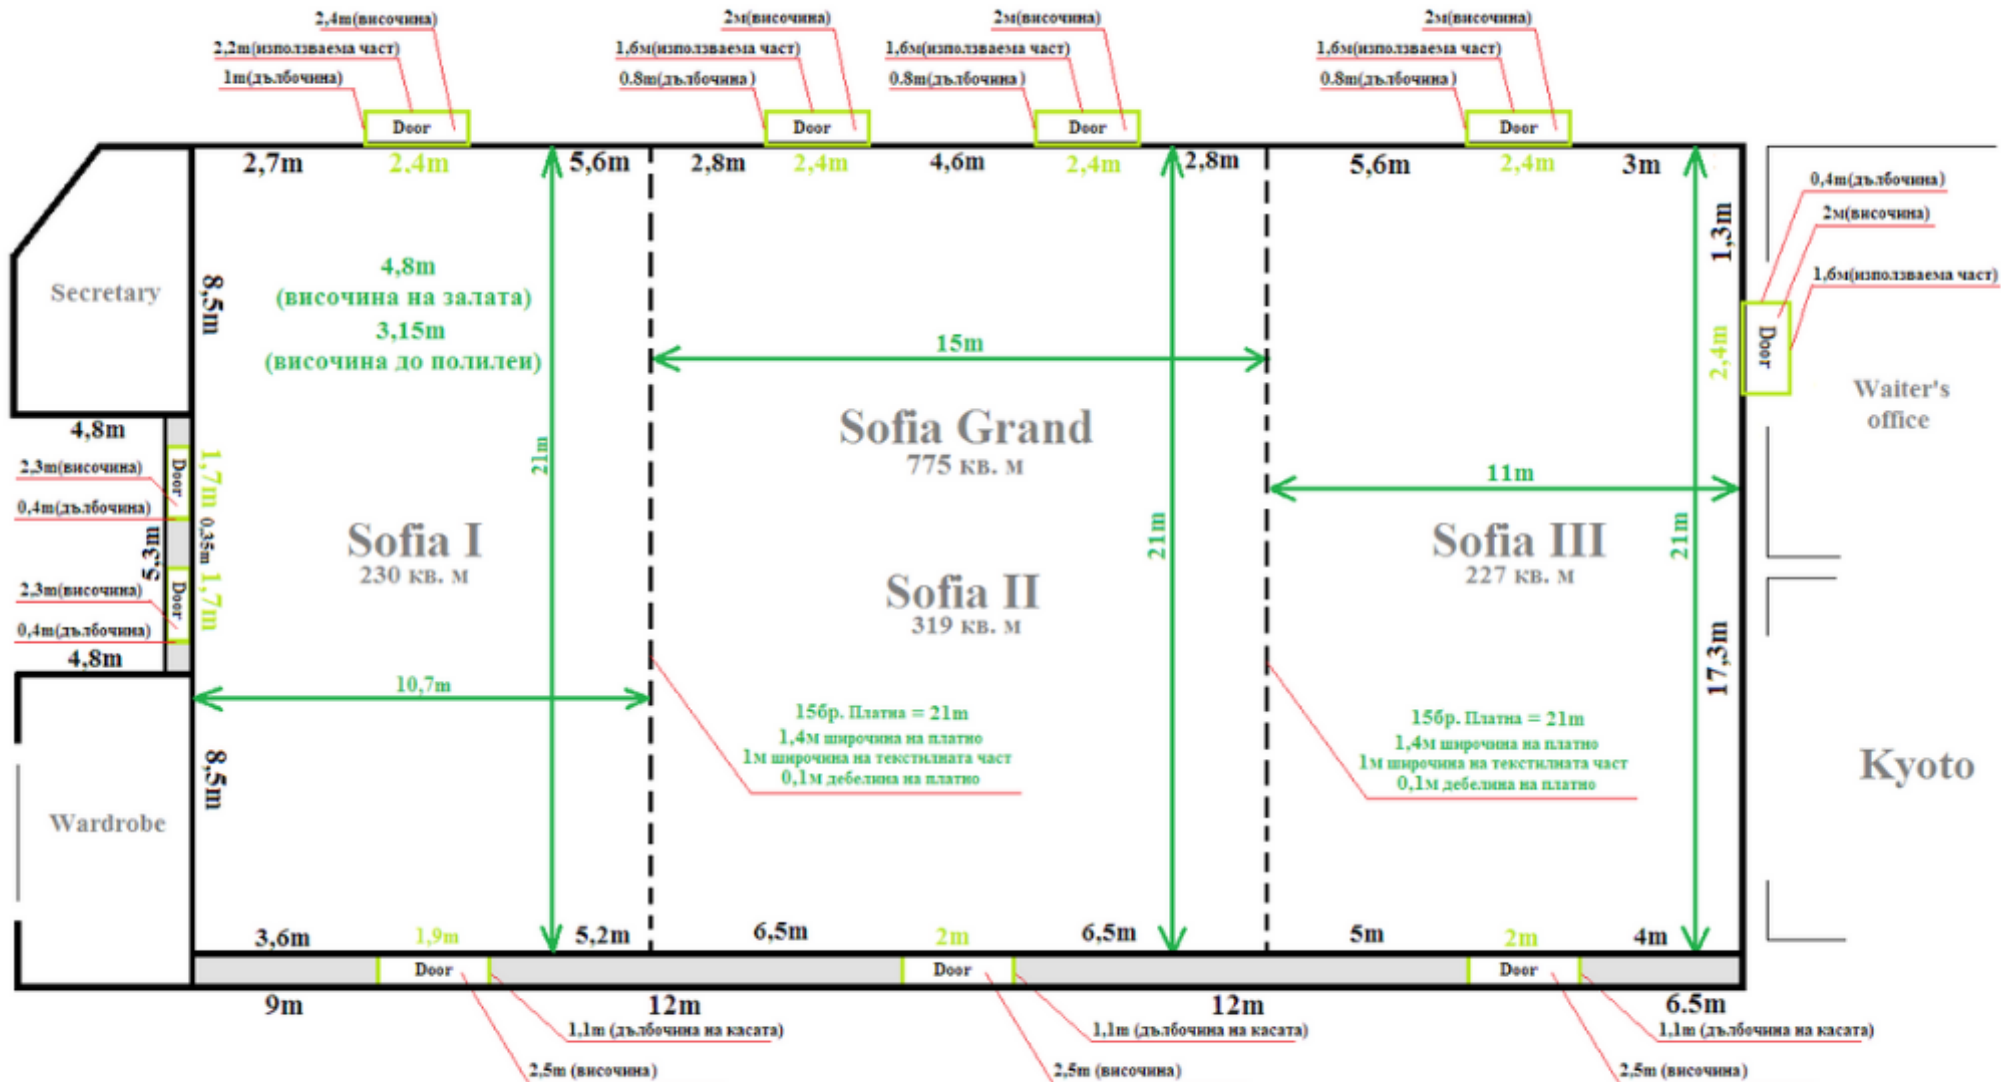 2,4m(височина)
2,2m(използваема част)
1m(дълбочина)
2м(височина)
1,6м(използваема част)
0.8m(дълбочина)
2м(височина)
1,6м(използваема част)
0.8m(дълбочина)
2м(височина)
1,6м(използваема част)
0.8m(дълбочина)
Door
Door
Door
Door
2,7m
2,4m
5,6m
2,8m
2,4m
4,6m
2,4m
2,8m
5,6m
2,4m
3m
0,4m(дълбочина)
2м(височина)
1,6м(използваема част)
1,3m
Door
2,4m
Secretary
8,5m
4,8m
(височина на залата)
3,15m
(височина до полилеи)
15m
Waiter's
office
Sofia Grand
775 кв. м
4,8m
2,3m(височина)
0,4m(дълбочина)
Door
1,7m
0,35m
5,3m
21m
11m
Sofia I
230 кв. м
21m
Sofia III
227 кв. м
21m
2,3m(височина)
0,4m(дълбочина)
Door
1,7m
Sofia II
319 кв. м
4,8m
10,7m
17,3m
15бр. Платна = 21m
1,4м широчина на платно
1м широчина на текстилната част
0,1м дебелина на платно
15бр. Платна = 21m
1,4м широчина на платно
1м широчина на текстилната част
0,1м дебелина на платно
8,5m
Kyoto
Wardrobe
3,6m
1,9m
5,2m
6,5m
2m
6,5m
5m
2m
4m
Door
Door
Door
9m
12m
12m
6.5m
1,1m (дълбочина на касата)
1,1m (дълбочина на касата)
1,1m (дълбочина на касата)
2,5m (височина)
2,5m (височина)
2,5m (височина)